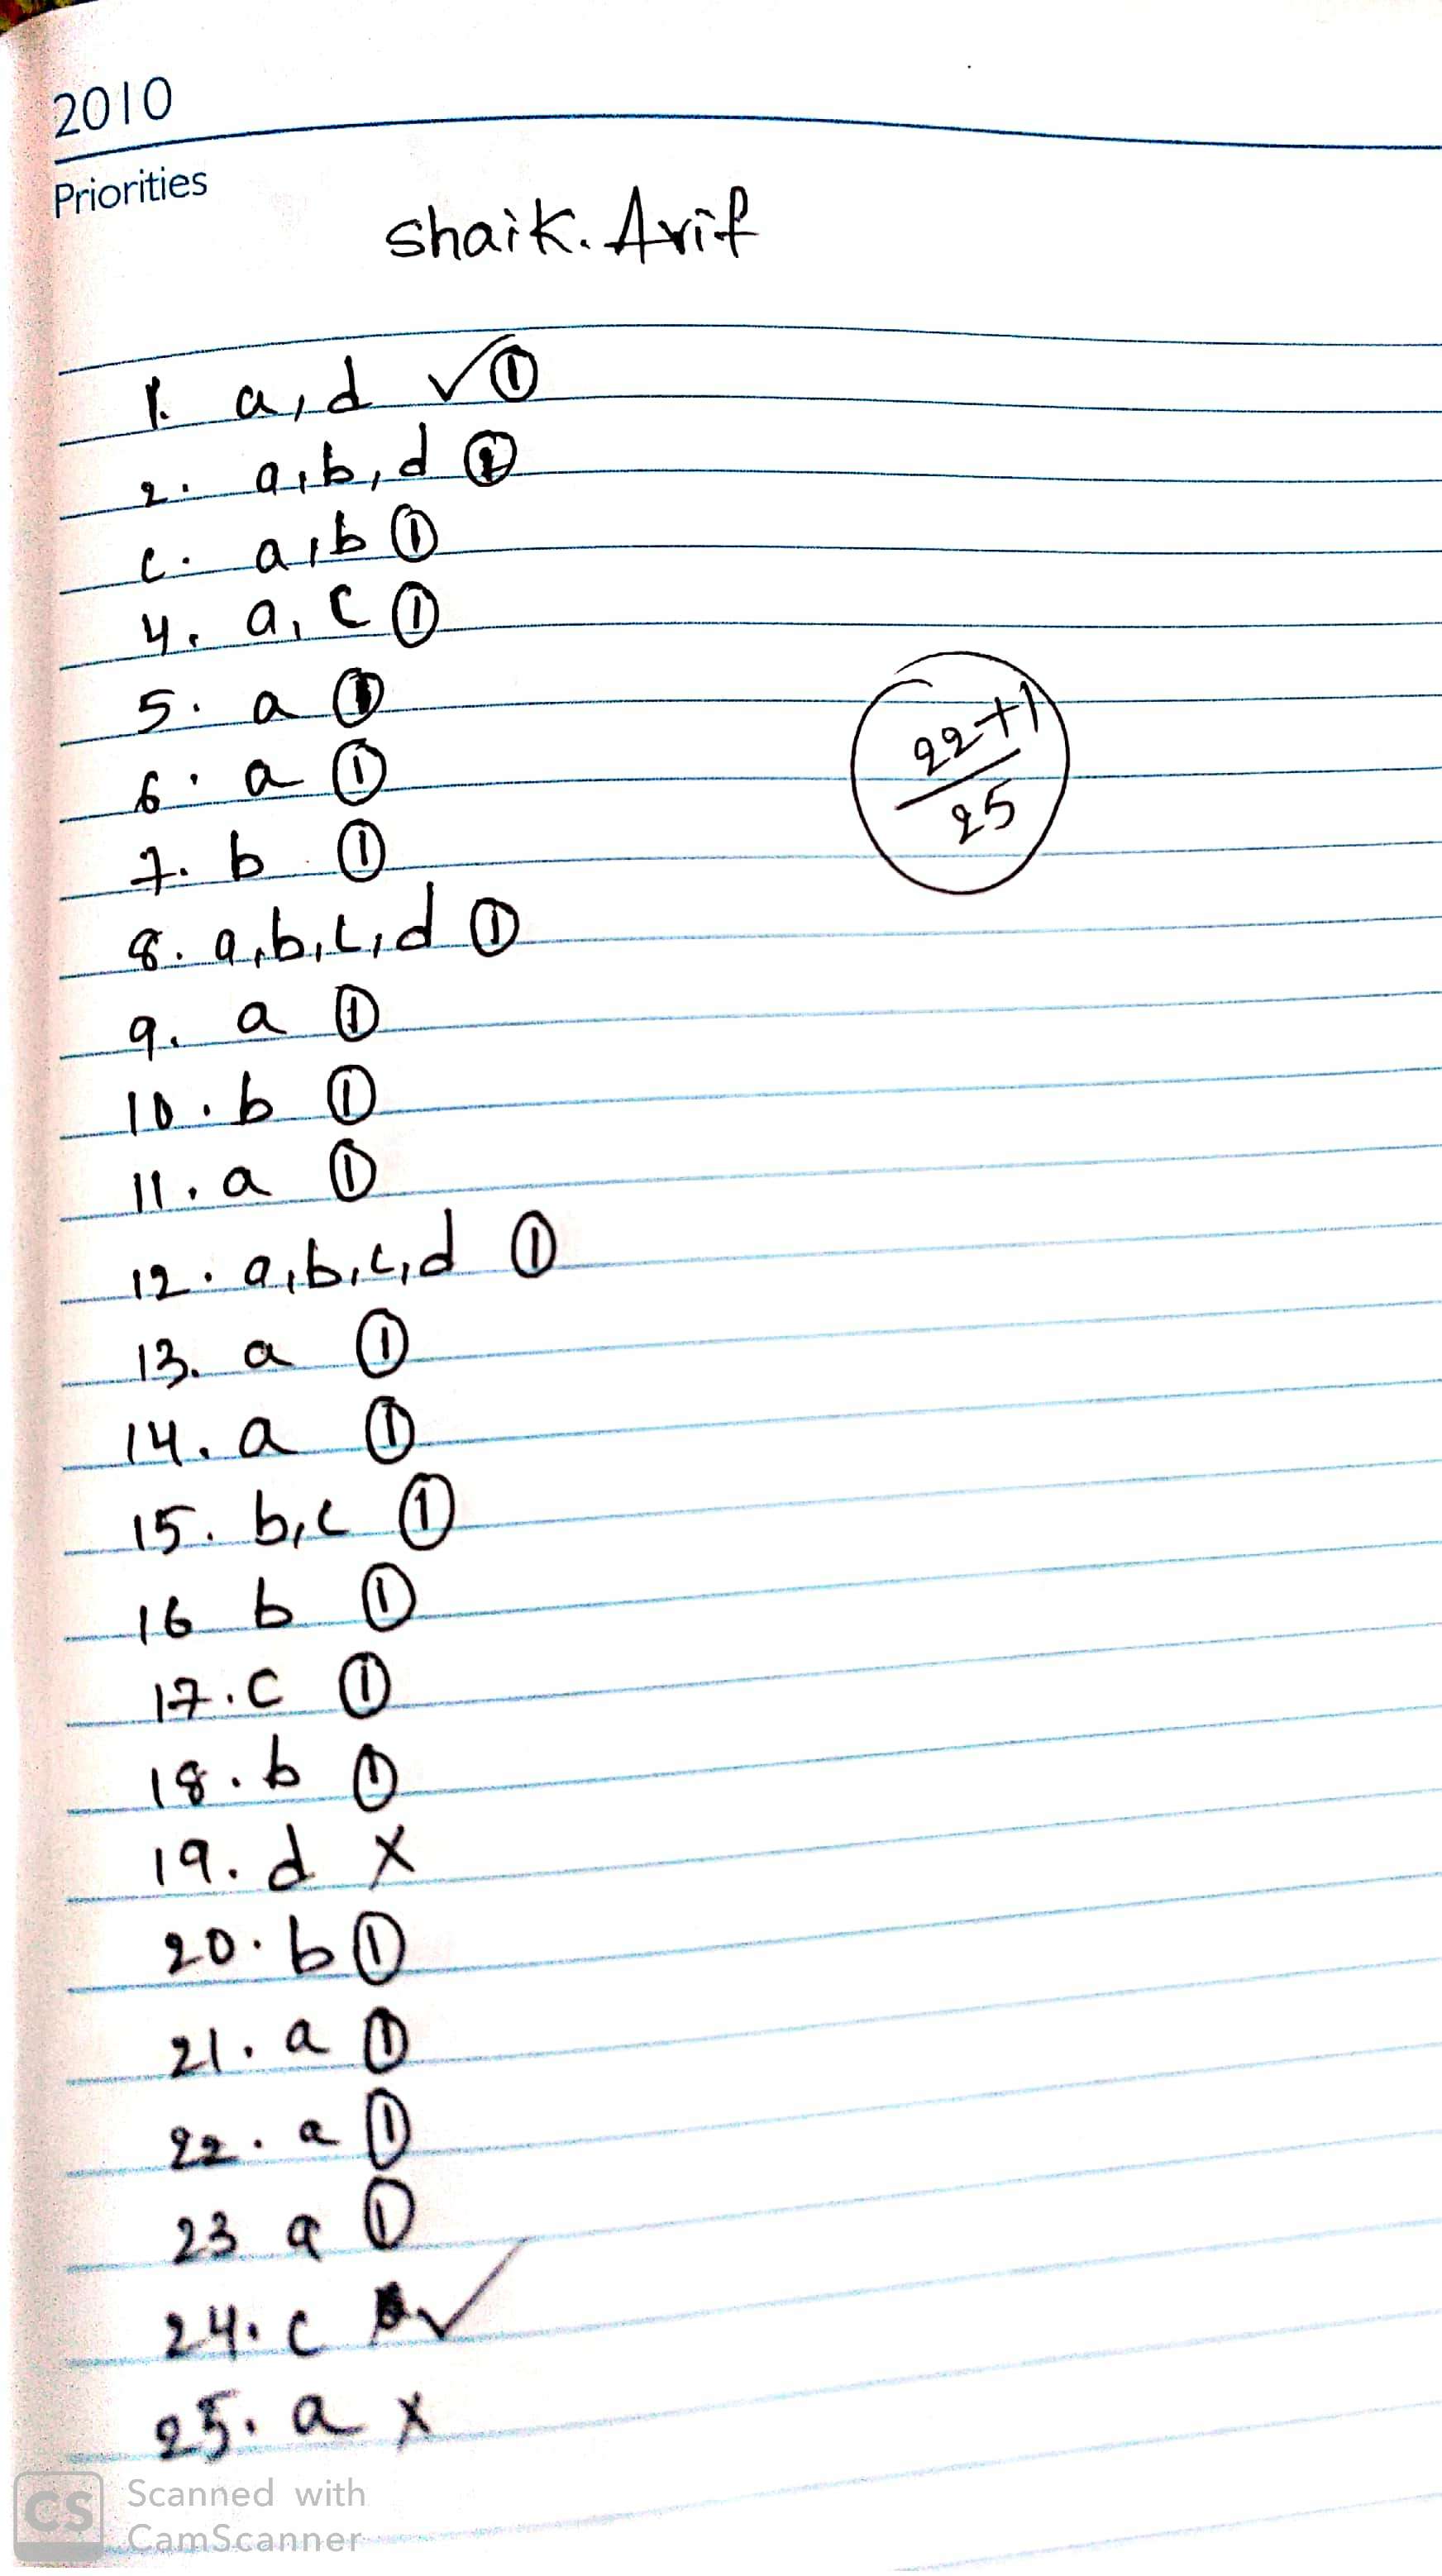 2010
Priorities
shaik. Arif
1. a,d ✓①
2. a,b,d ①
c. a,b ①
4. a, c ①
5. a ①
6. a ①
7. b ①
8. a,b,c,d ①
9. a ①
10. b ①
11. a ①
12. a,b,c,d ①
13. a ①
14. a ①
15. b,c ①
16 b ①
17. c ①
18. b ①
19. d x
20. b ①
21. a ①
22. a ①
23 a ①
24. c ✓
25. a x
22+1
25
CS
Scanned with
CamScanner